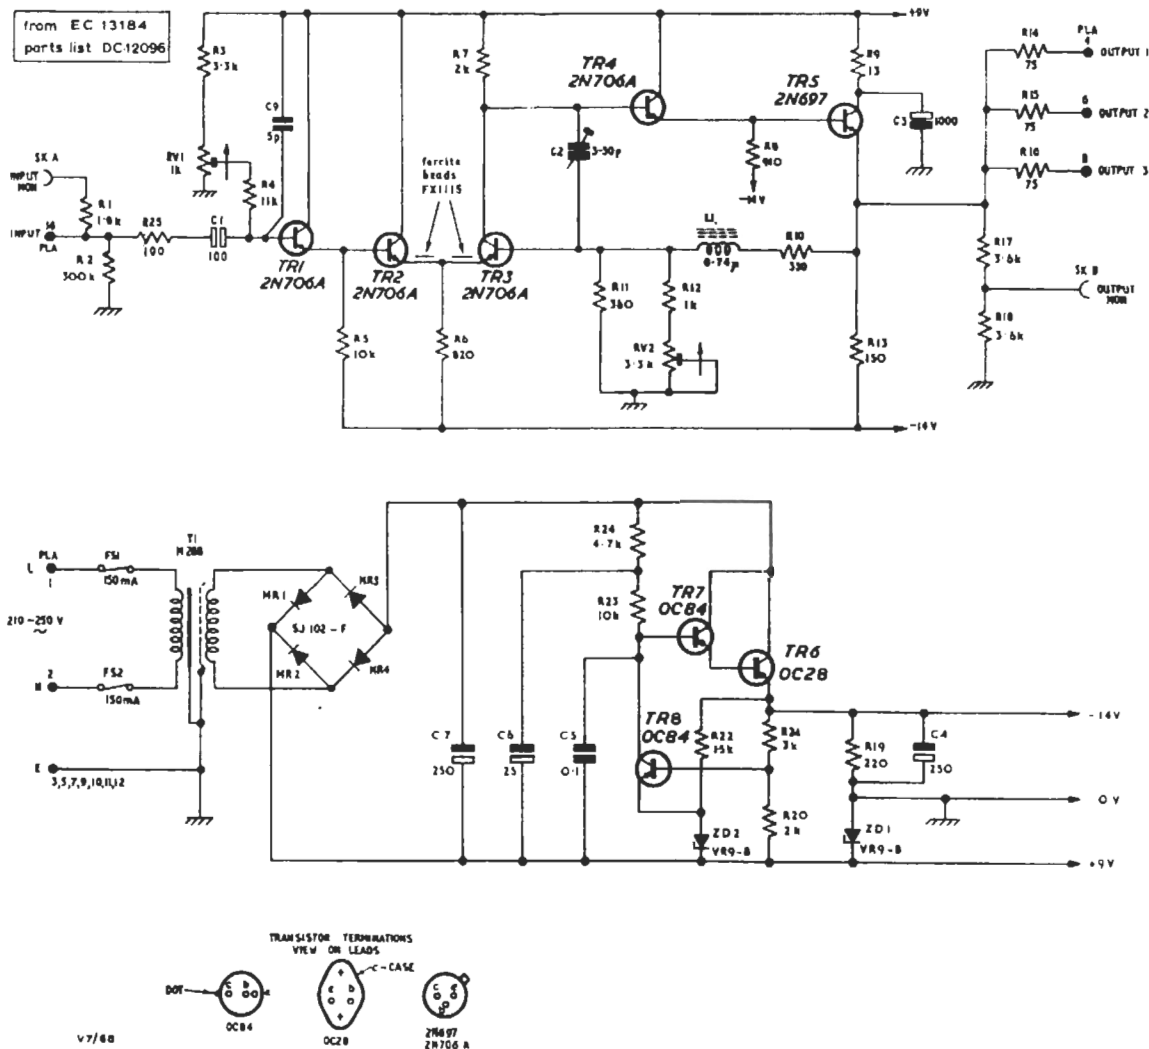 from EC 13184
parts list DC12096
+9V
R3
3·3k
C9
5p
R7
2k
TR4
2N706A
TR5
2N697
R9
13
R14
75
PLA
4
OUTPUT 1
R15
75
6
OUTPUT 2
R16
75
8
OUTPUT 3
C3
1000
SK A
INPUT
MON
RV1
1k
R4
11k
C2
3-30p
R8
910
-14V
ferrite
beads
FX1115
R1
1·8k
INPUT
16
PLA
R25
100
C1
100
R2
300k
TR1
2N706A
TR2
2N706A
TR3
2N706A
L1
0·74µ
R10
330
R17
3·6k
SK B
OUTPUT
MON
R5
10k
R6
820
R11
360
R12
1k
RV2
3·3k
R13
150
R18
3·6k
-14V
T1
M288
PLA
L
1
FS1
150mA
210-250 V
~
N
2
FS2
150mA
E
3,5,7,9,10,11,12
MR1
MR3
SJ 102-F
MR2
MR4
R24
4·7k
R23
10k
TR7
OC84
TR6
OC28
TR8
OC84
R22
15k
3k
C7
250
C6
25
C5
0·1
R19
220
C4
250
-14V
0V
ZD2
VR9-B
R20
2k
ZD1
VR9-B
+9V
TRANSISTOR TERMINATIONS
VIEW ON LEADS
c-CASE
DOT
c b e
e b
c e
b
OC84
OC28
2N697
2N706A
V7/68